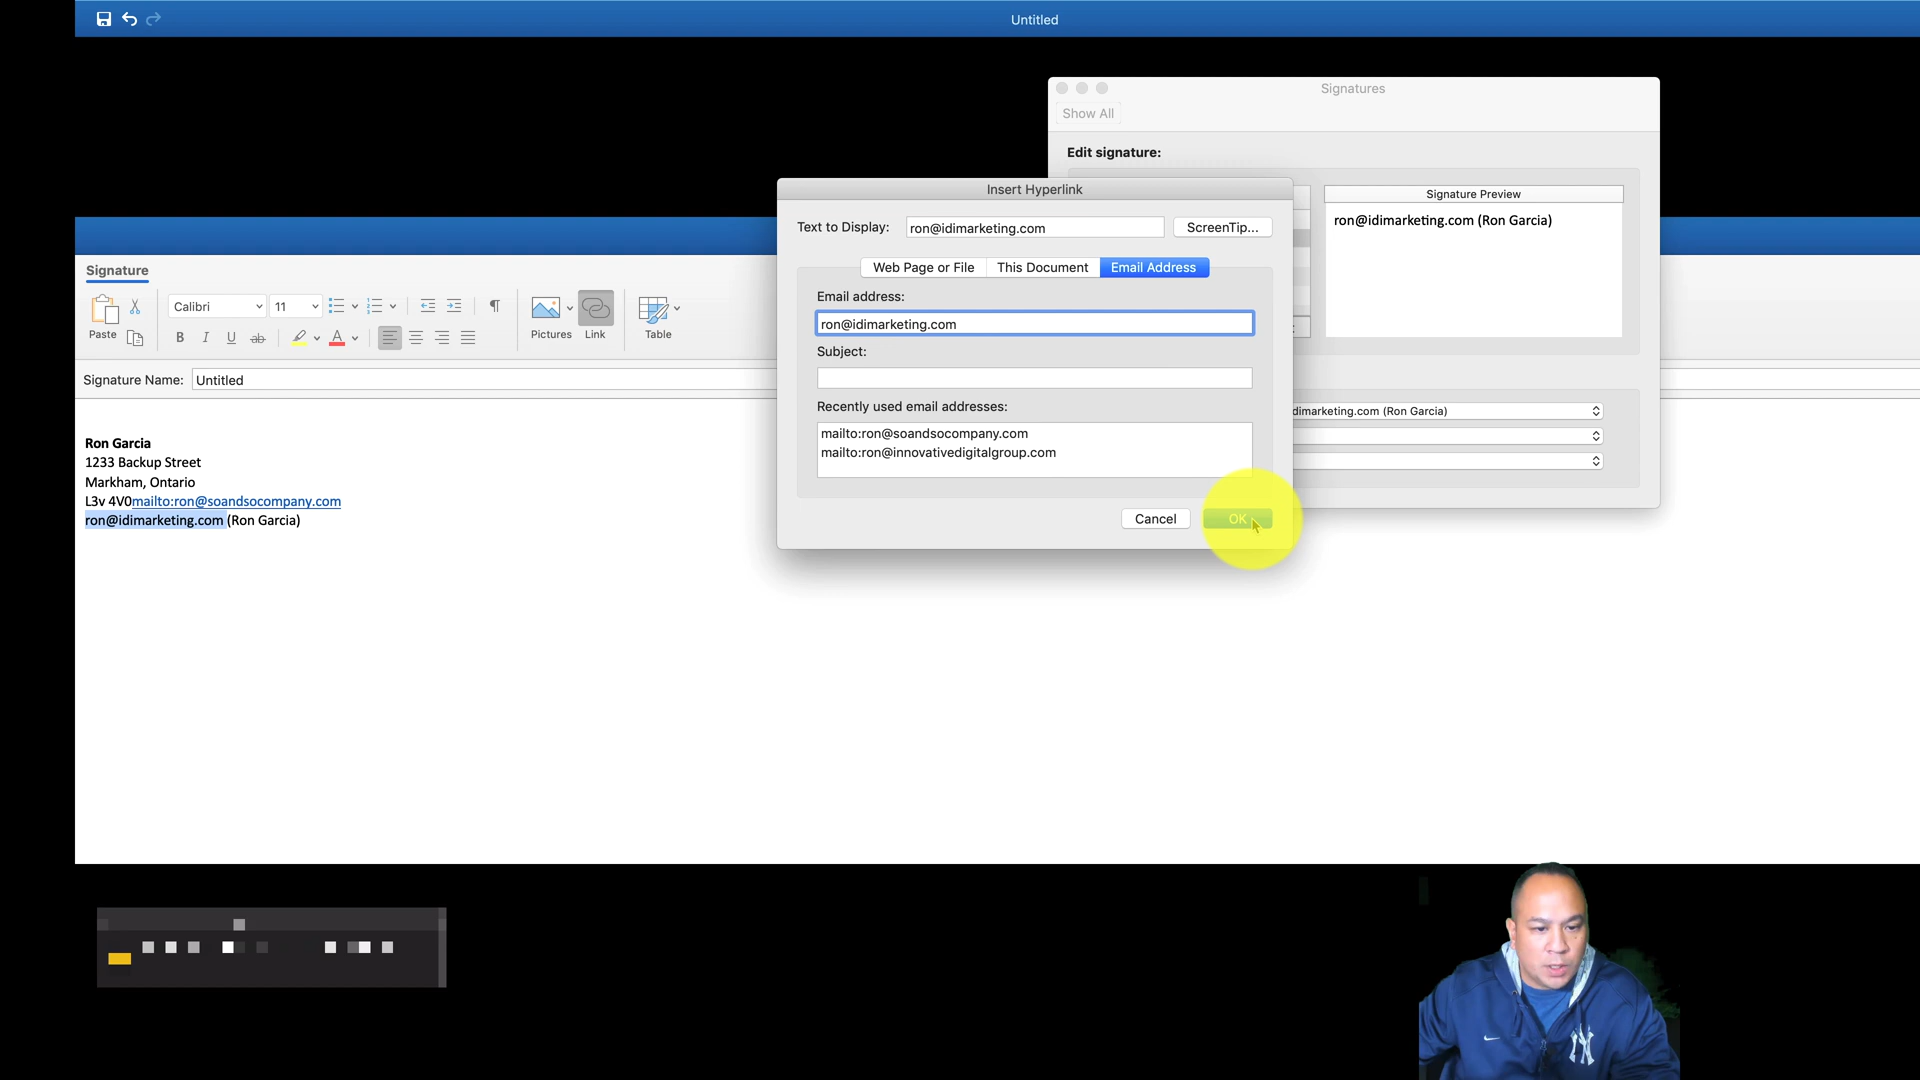 Untitled
Signatures
Show All
Edit signature:
Insert Hyperlink
Signature Preview
Text to Display: ron@idimarketing.com ScreenTip...
ron@idimarketing.com (Ron Garcia)
Web Page or File This Document Email Address
Signature
Email address:
Calibri 11
ron@idimarketing.com
Paste Pictures Link Table
B I U ab A
Subject:
Signature Name: Untitled
Recently used email addresses:
dimarketing.com (Ron Garcia)
mailto:ron@soandsocompany.com
mailto:ron@innovativedigitalgroup.com
Ron Garcia
1233 Backup Street
Markham, Ontario
L3v 4V0mailto:ron@soandsocompany.com
ron@idimarketing.com (Ron Garcia)
Cancel OK
NY